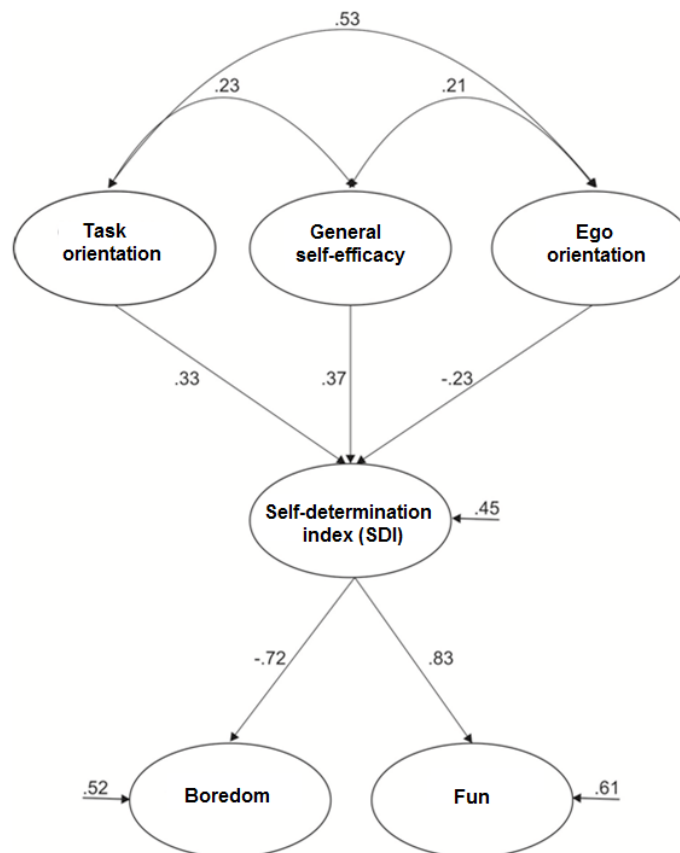 .53
.23
.21
Task
orientation
General
self-efficacy
Ego
orientation
.33
.37
-.23
Self-determination
index (SDI)
.45
-.72
.83
.52
Boredom
Fun
.61